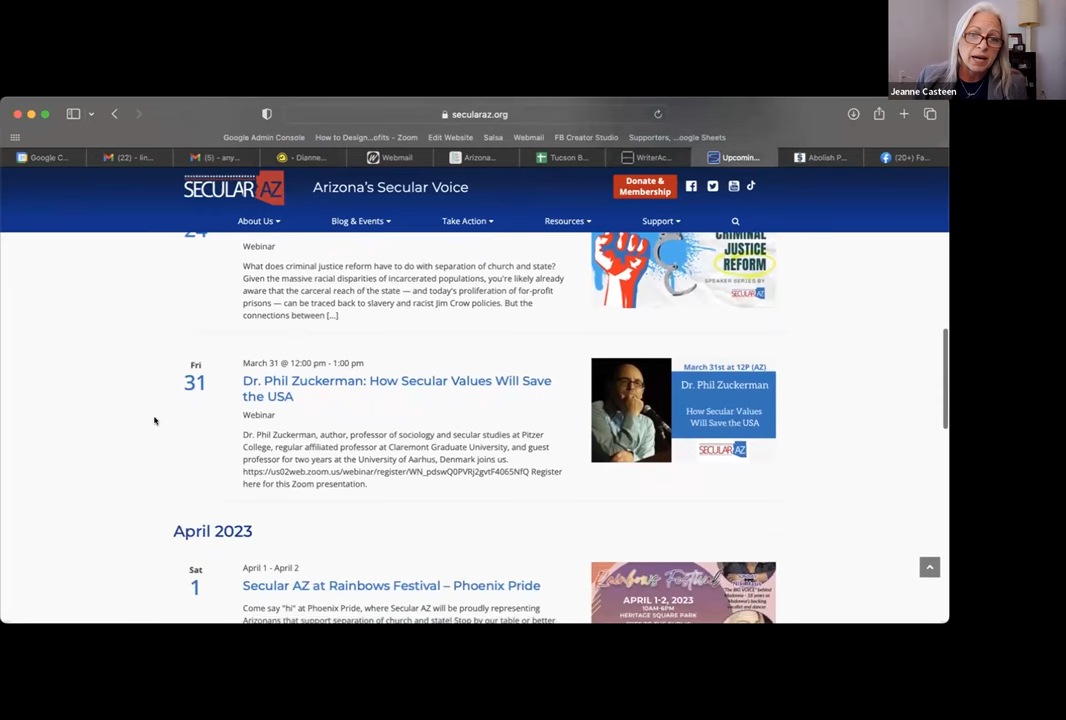 Jeanne Casteen
secularaz.org
Google Admin Console
How to Design...ofits – Zoom
Edit Website
Salsa
Webmail
FB Creator Studio
Supporters, ...oogle Sheets
Google C...
(22) - lin...
(5) - any...
- Dianne...
Webmail
Arizona...
Tucson B...
WriterAc...
Upcomin...
Abolish P...
(20+) Fa...
SECULAR AZ
Arizona's Secular Voice
Donate &
Membership
About Us
Blog & Events
Take Action
Resources
Support
24
Webinar
What does criminal justice reform have to do with separation of church and state?
Given the massive racial disparities of incarcerated populations, you're likely already
aware that the carceral reach of the state — and today's proliferation of for-profit
prisons — can be traced back to slavery and racist Jim Crow policies. But the
connections between [...]
CRIMINAL
JUSTICE
REFORM
SPEAKER SERIES BY
SECULAR AZ
Fri
31
March 31 @ 12:00 pm - 1:00 pm
Dr. Phil Zuckerman: How Secular Values Will Save
the USA
Webinar
Dr. Phil Zuckerman, author, professor of sociology and secular studies at Pitzer
College, regular affiliated professor at Claremont Graduate University, and guest
professor for two years at the University of Aarhus, Denmark joins us.
https://us02web.zoom.us/webinar/register/WN_pdswQ0PVRj2gvtF4065NfQ Register
here for this Zoom presentation.
March 31st at 12P (AZ)
Dr. Phil Zuckerman
How Secular Values
Will Save the USA
SECULAR AZ
April 2023
Sat
1
April 1 - April 2
Secular AZ at Rainbows Festival – Phoenix Pride
Come say "hi" at Phoenix Pride, where Secular AZ will be proudly representing
Arizonans that support separation of church and state! Stop by our table or better
Rainbows Festival
APRIL 1-2, 2023
10AM-6PM
HERITAGE SQUARE PARK